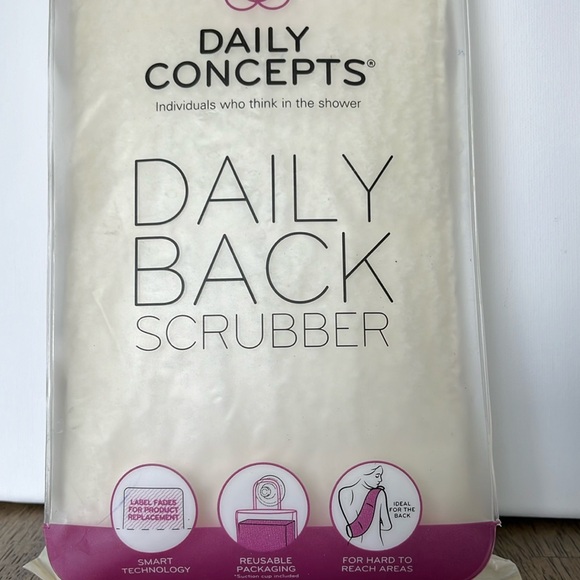 DAILY
CONCEPTS®
Individuals who think in the shower
DAILY
BACK
SCRUBBER
LABEL FADES
FOR PRODUCT
REPLACEMENT
SMART
TECHNOLOGY
REUSABLE
PACKAGING
*Suction cup included
IDEAL
FOR THE
BACK
FOR HARD TO
REACH AREAS